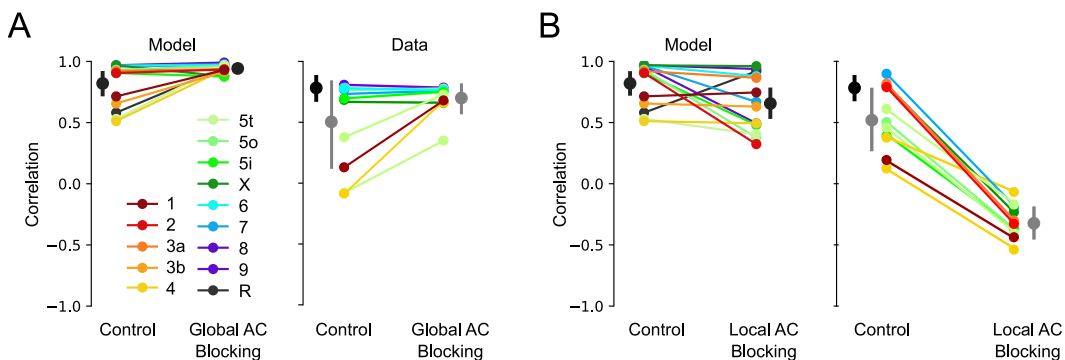 A
B
Model
Data
Model
Correlation
1.0
0.5
0.0
−0.5
−1.0
1
2
3a
3b
4
5t
5o
5i
X
6
7
8
9
R
Control
Global AC
Blocking
Control
Global AC
Blocking
Correlation
1.0
0.5
0.0
−0.5
−1.0
Control
Local AC
Blocking
Control
Local AC
Blocking